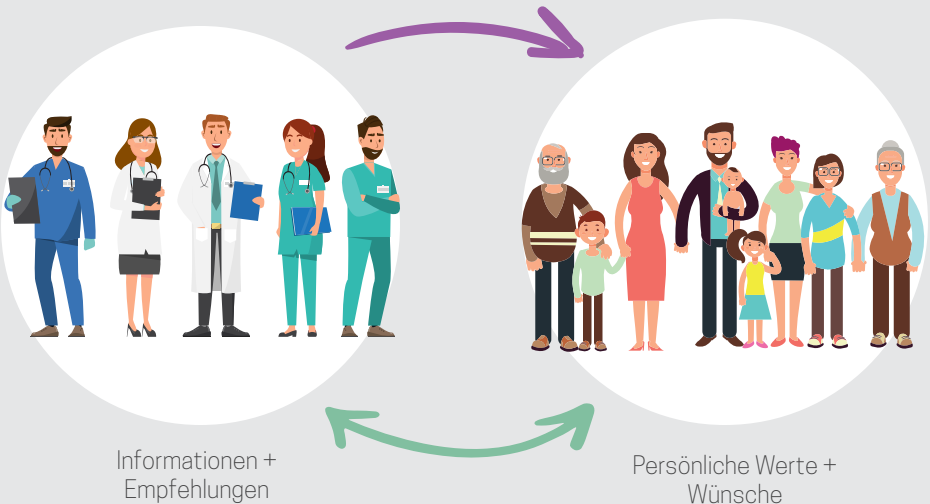 Informationen +
Empfehlungen
Persönliche Werte +
Wünsche